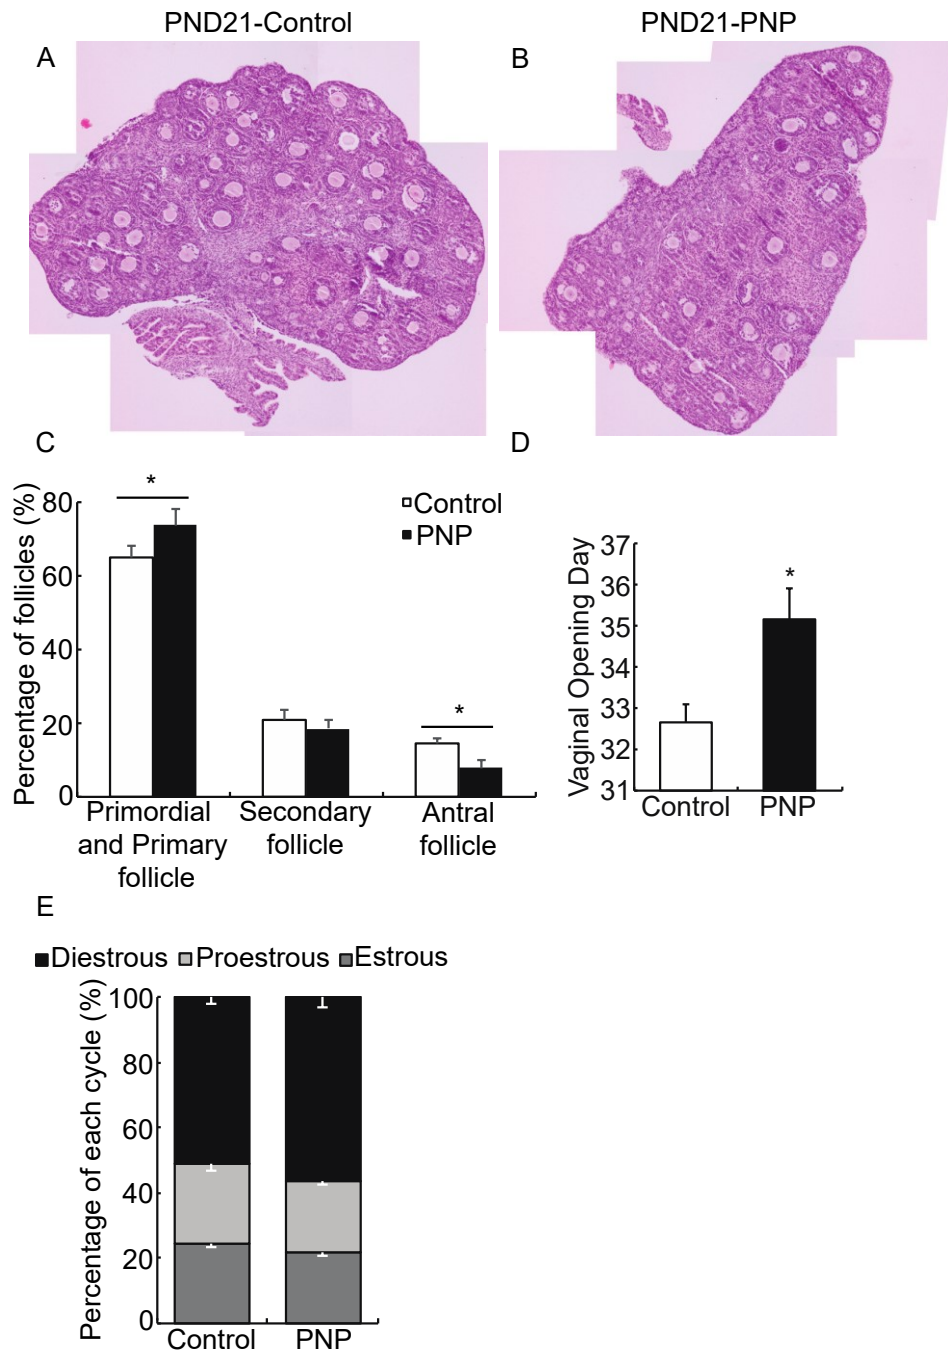 PND21-Control
PND21-PNP
A
B
C
D
Percentage of follicles (%)
80
60
40
20
0
*
*
Control
PNP
Primordial
and Primary
follicle
Secondary
follicle
Antral
follicle
Vaginal Opening Day
37
36
35
34
33
32
31
*
Control
PNP
E
Diestrous Proestrous Estrous
Percentage of each cycle (%)
100
80
60
40
20
0
Control
PNP